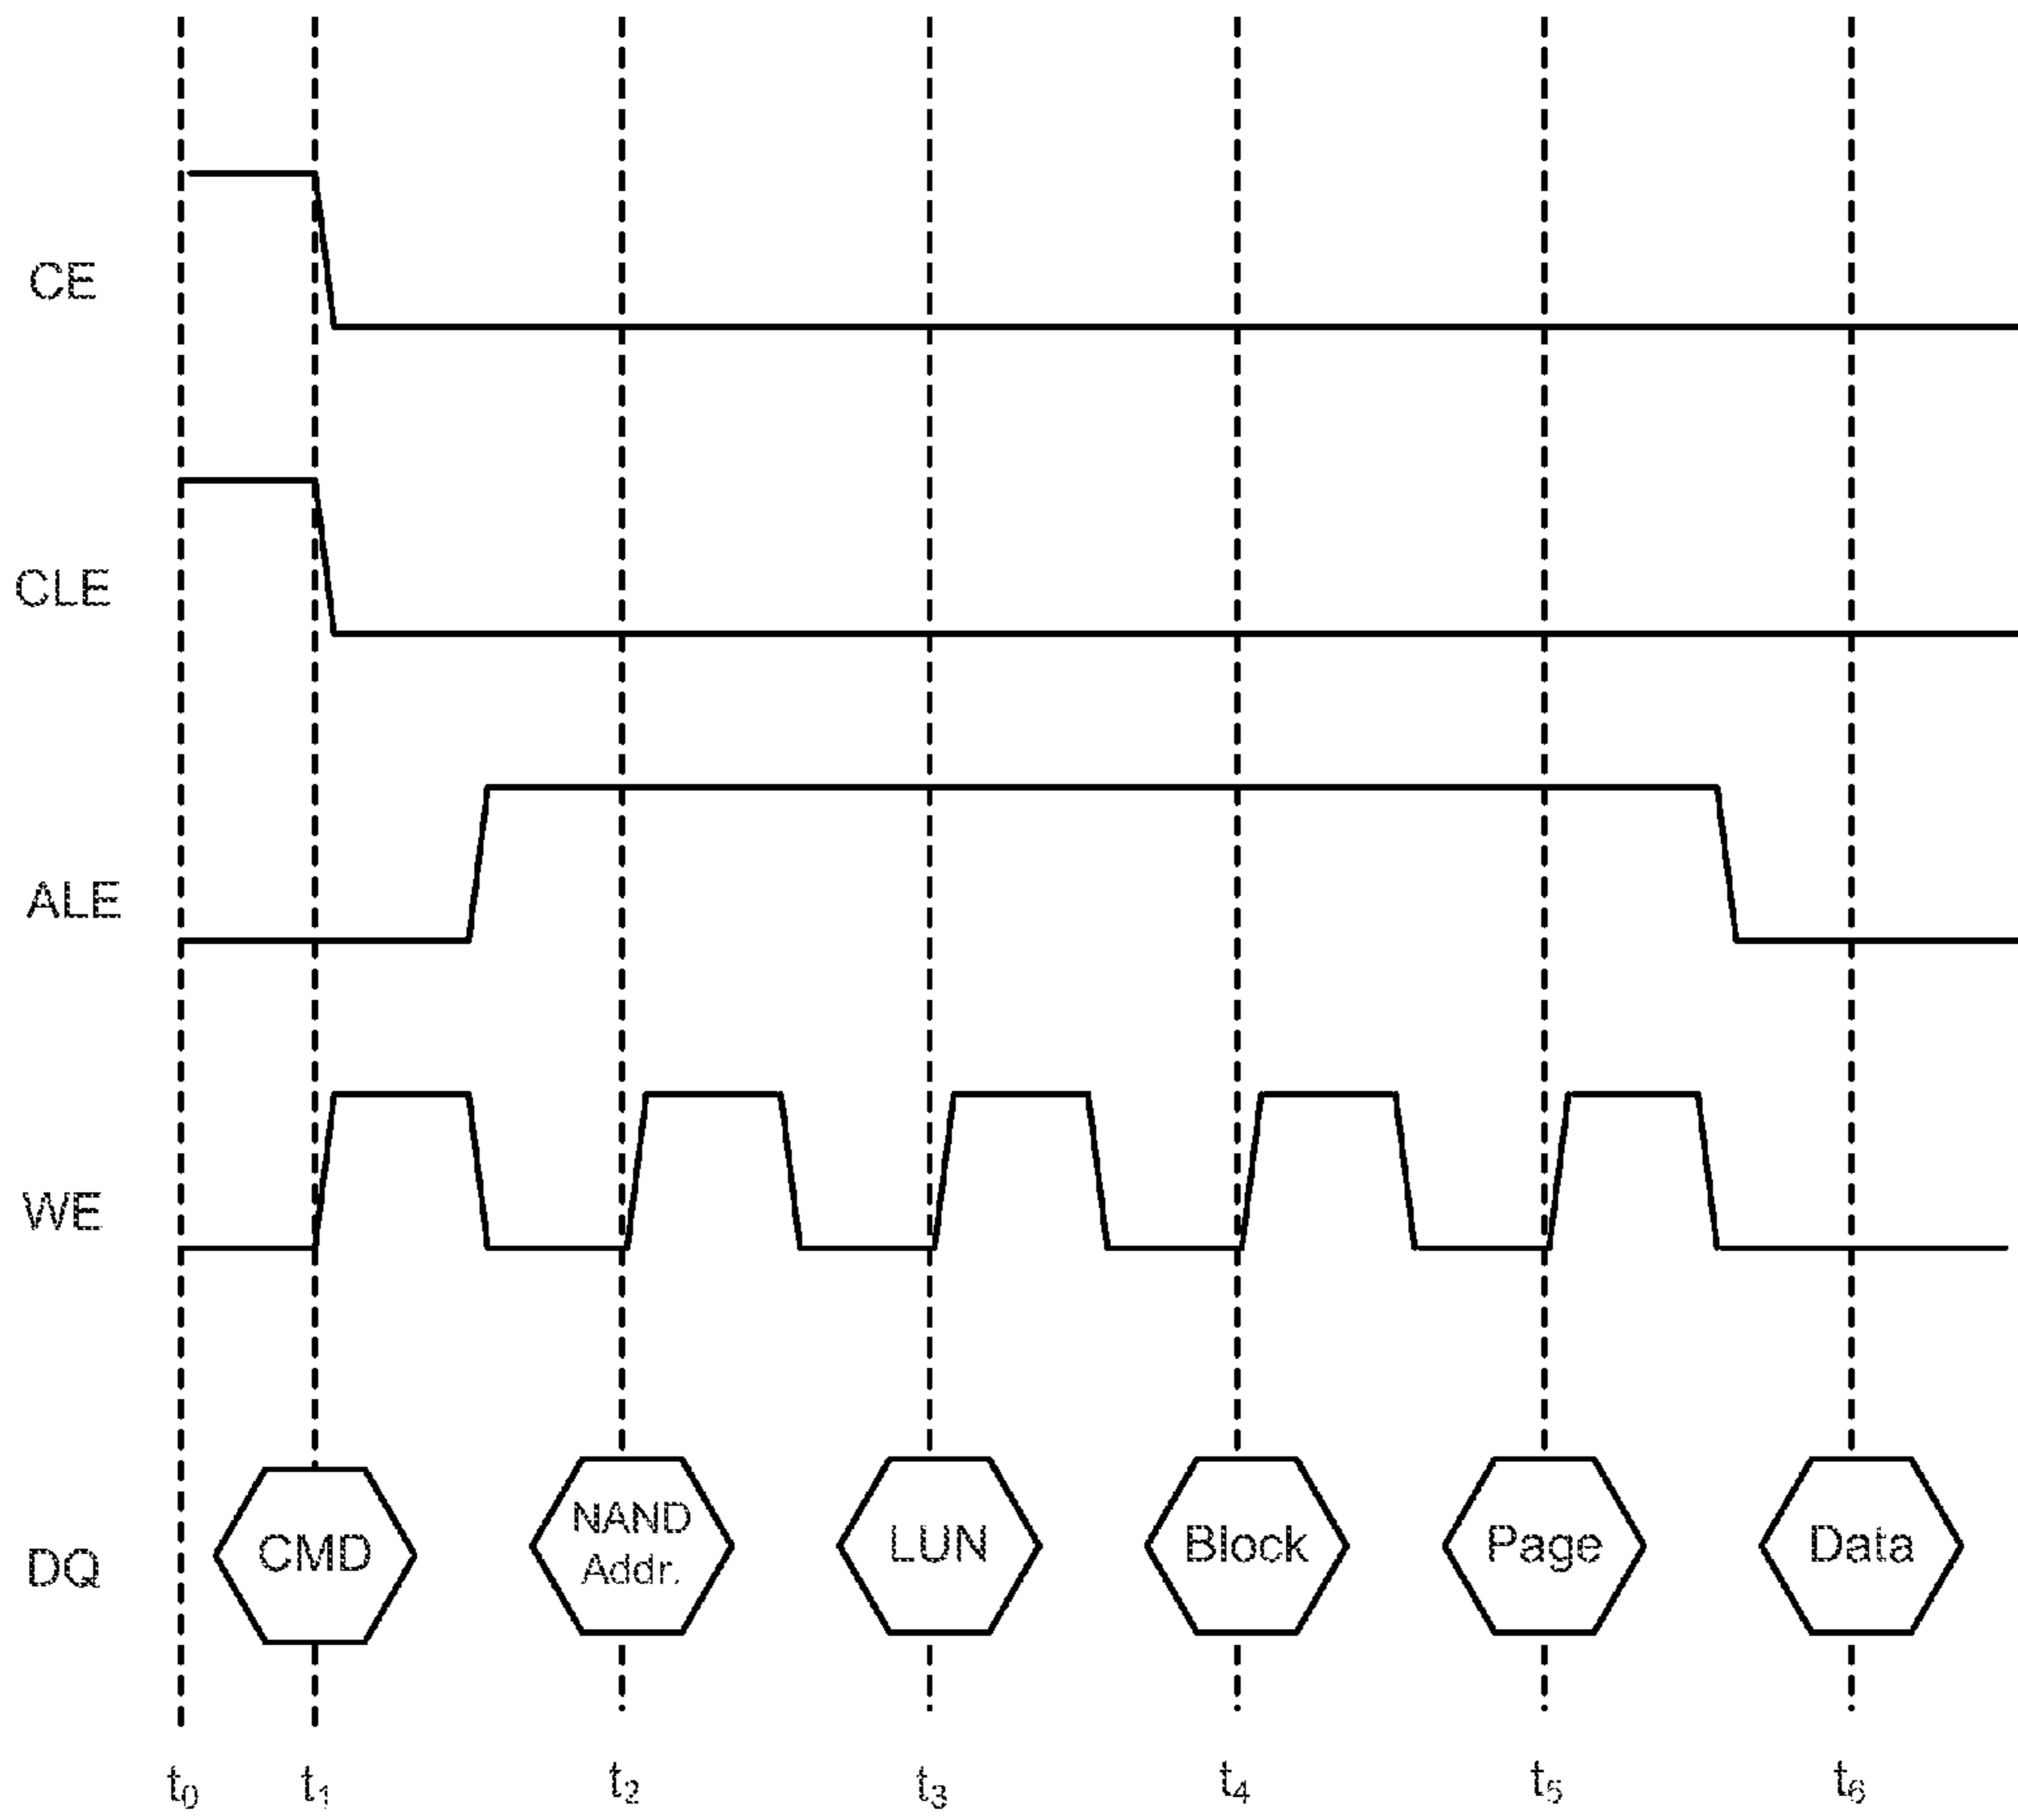 CE
CLE
ALE
WE
DQ
CMD
NAND
Addr.
LUN
Block
Page
Data
t0 t1 t2 t3 t4 t5 t6